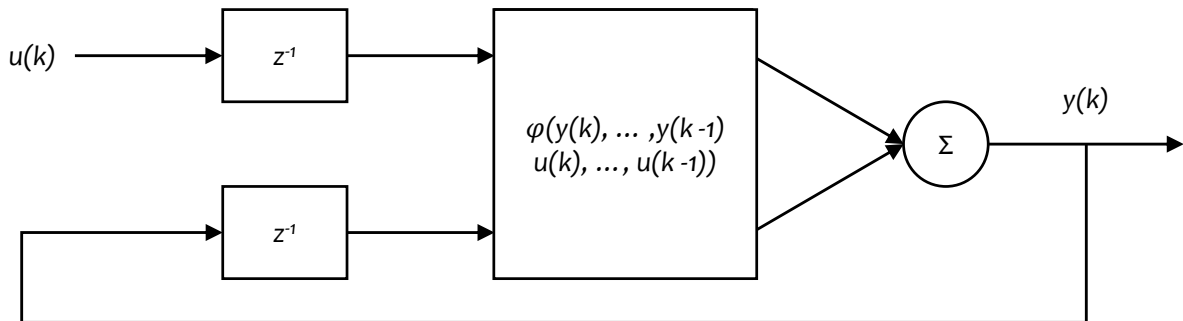 u(k)
z⁻¹
φ(y(k), ... ,y(k -1)
u(k), ..., u(k -1))
Σ
y(k)
z⁻¹